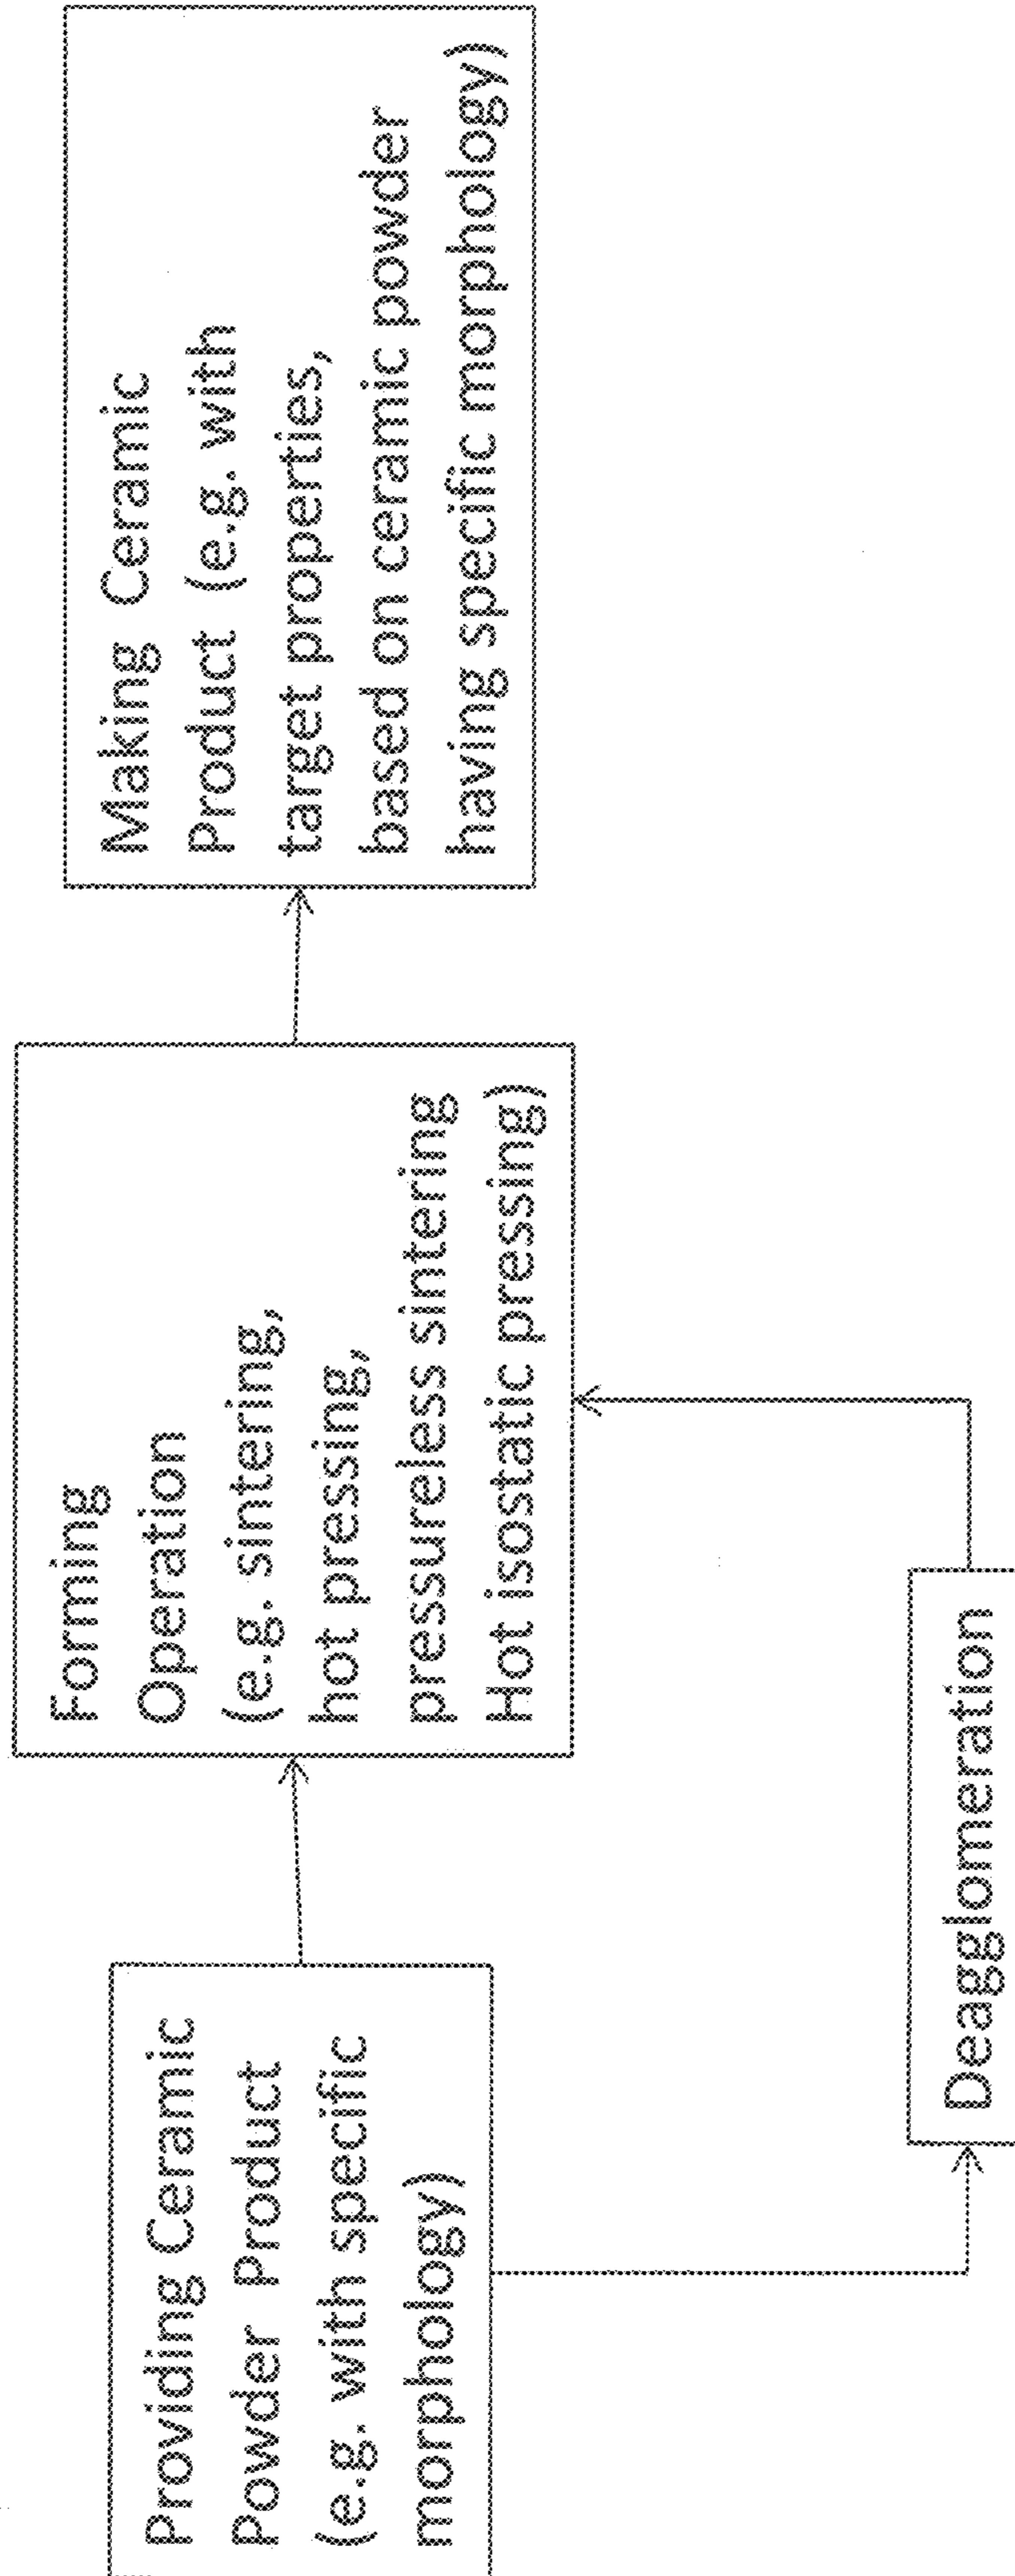 Providing Ceramic
Powder Product
(e.g. with specific
morphology)
Forming
Operation
(e.g. sintering,
hot pressing,
pressureless sintering
Hot isostatic pressing)
Making Ceramic
Product (e.g. with
target properties,
based on ceramic powder
having specific morphology)
Deagglomeration